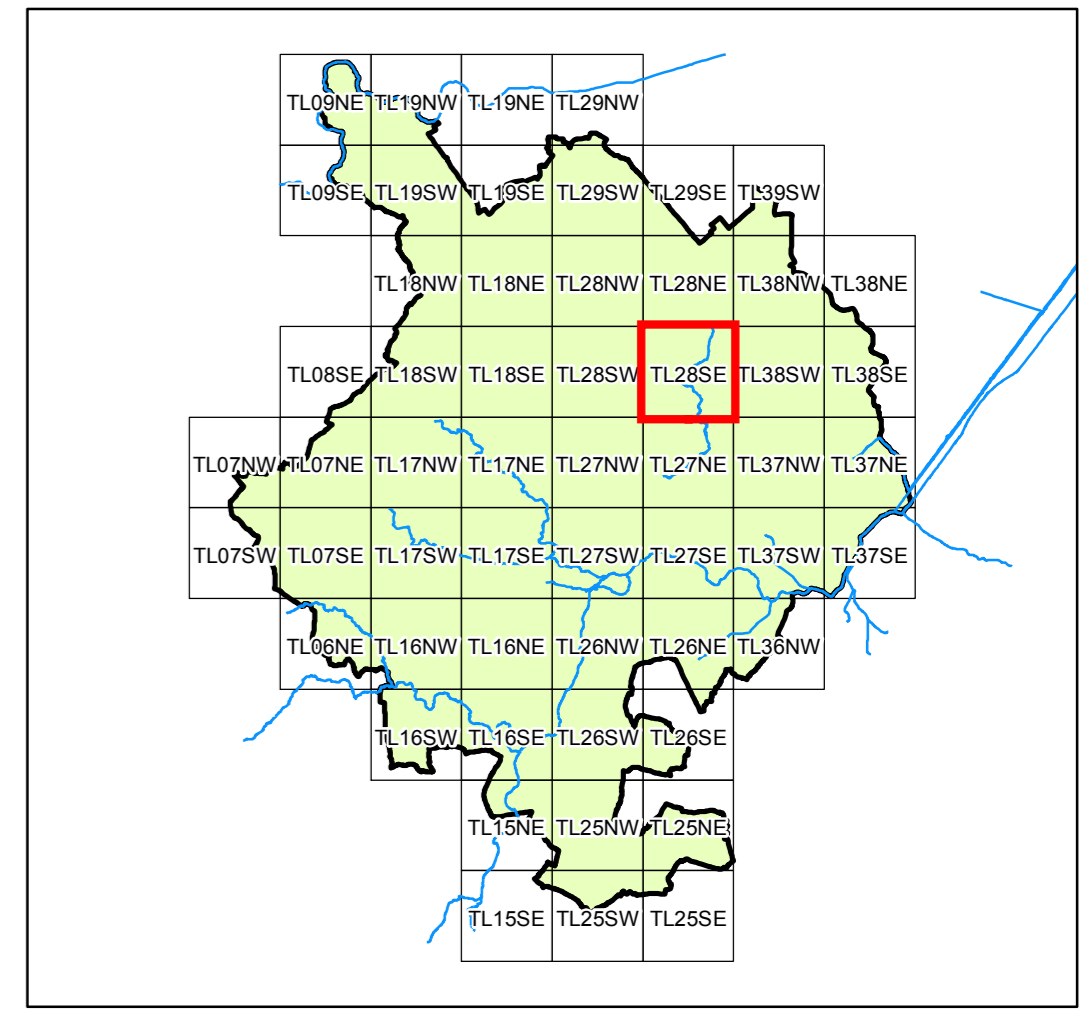 TL09NE TL19NW TL19NE TL29NW
TL09SE TL19SW TL19SE TL29SW TL29SE TL39SW
TL18NW TL18NE TL28NW TL28NE TL38NW TL38NE
TL08SE TL18SW TL18SE TL28SW TL28SE TL38SW TL38SE
TL07NW TL07NE TL17NW TL17NE TL27NW TL27NE TL37NW TL37NE
TL07SW TL07SE TL17SW TL17SE TL27SW TL27SE TL37SW TL37SE
TL06NE TL16NW TL16NE TL26NW TL26NE TL36NW
TL16SW TL16SE TL26SW TL26SE
TL15NE TL25NW TL25NE
TL15SE TL25SW TL25SE